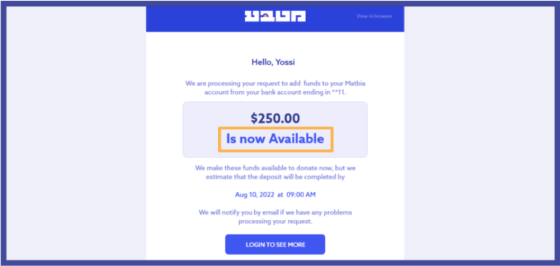 View in browser
Hello, Yossi
We are processing your request to add funds to your Matbia
account from your bank account ending in **11.
$250.00
Is now Available
We make these funds available to donate now, but we
estimate that the deposit will be completed by
Aug 10, 2022 at 09:00 AM
We will notify you by email if we have any problems
processing your request.
LOGIN TO SEE MORE